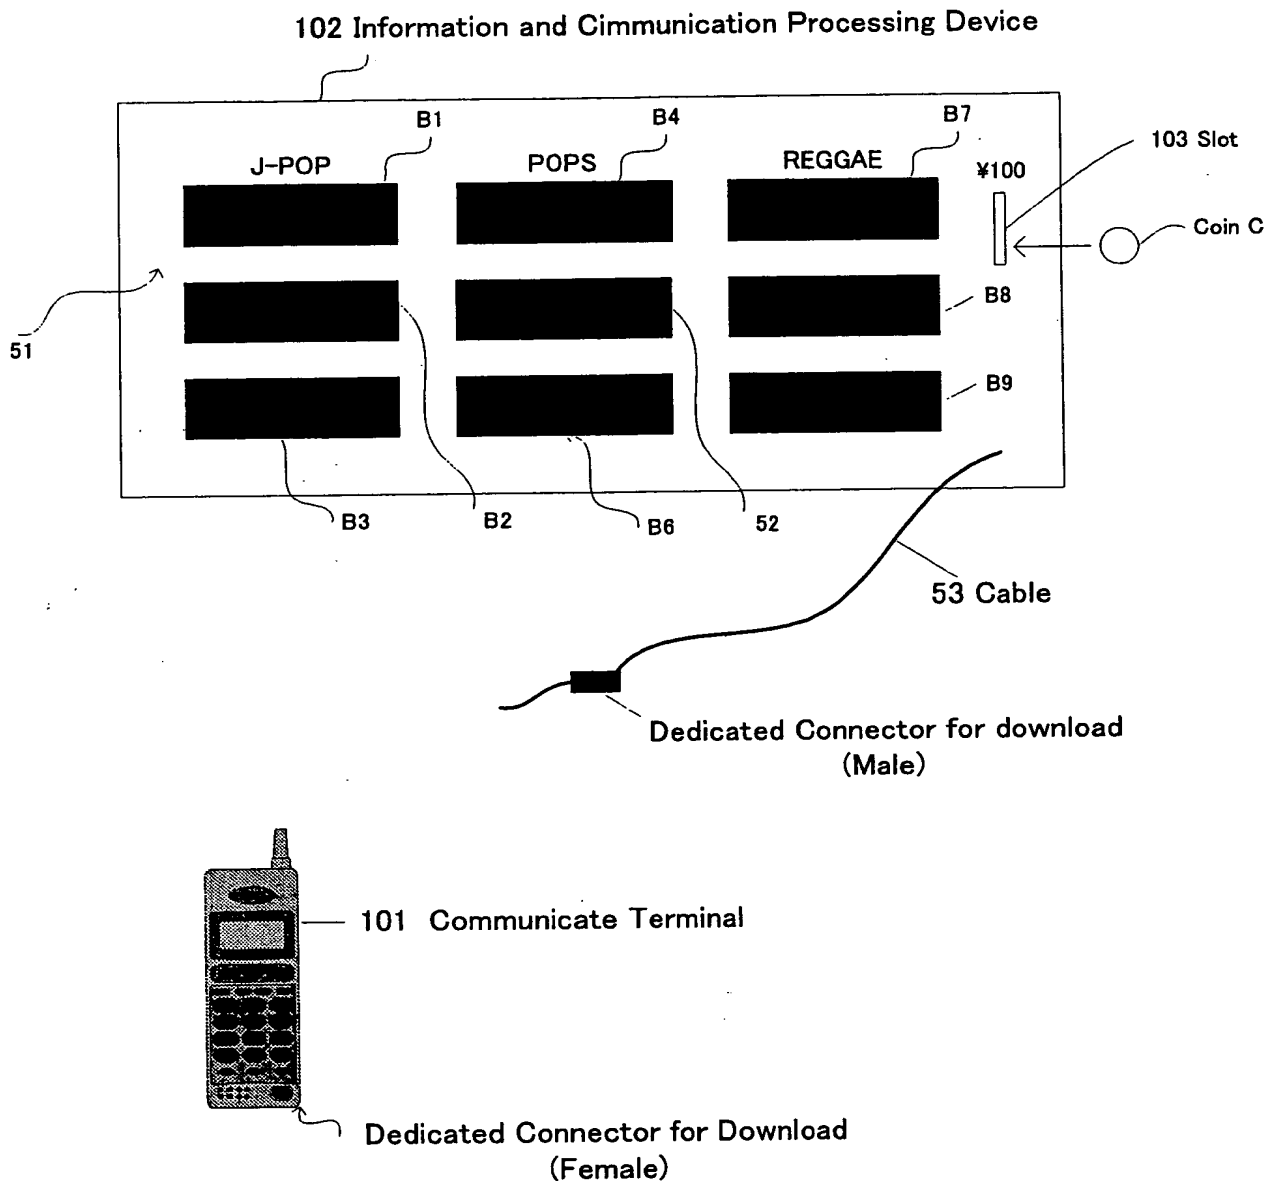 102 Information and Cimmunication Processing Device
B1
B4
B7
103 Slot
J-POP
POPS
REGGAE
¥100
Coin C
B8
51
B9
B3
B2
B6
52
53 Cable
Dedicated Connector for download
(Male)
101 Communicate Terminal
Dedicated Connector for Download
(Female)